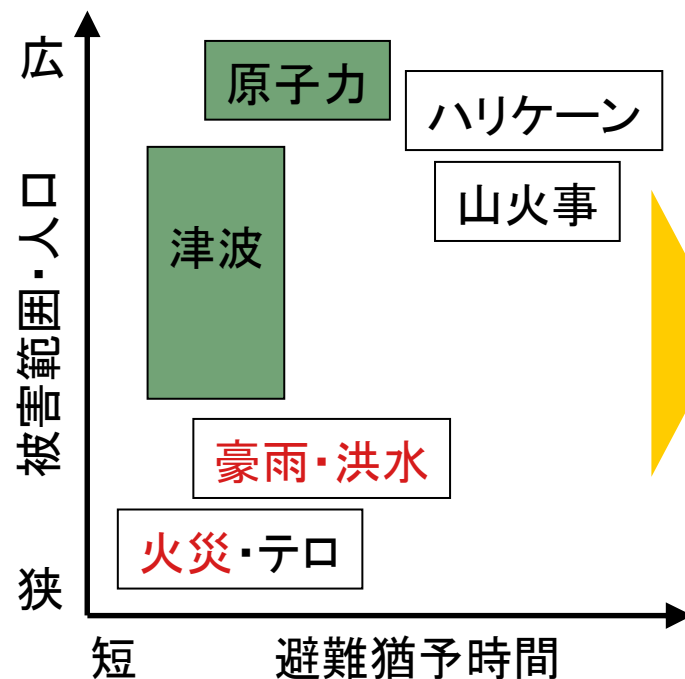 広
原子力
ハリケーン
山火事
津波
被害範囲・人口
豪雨・洪水
火災・テロ
狭
短
避難猶予時間